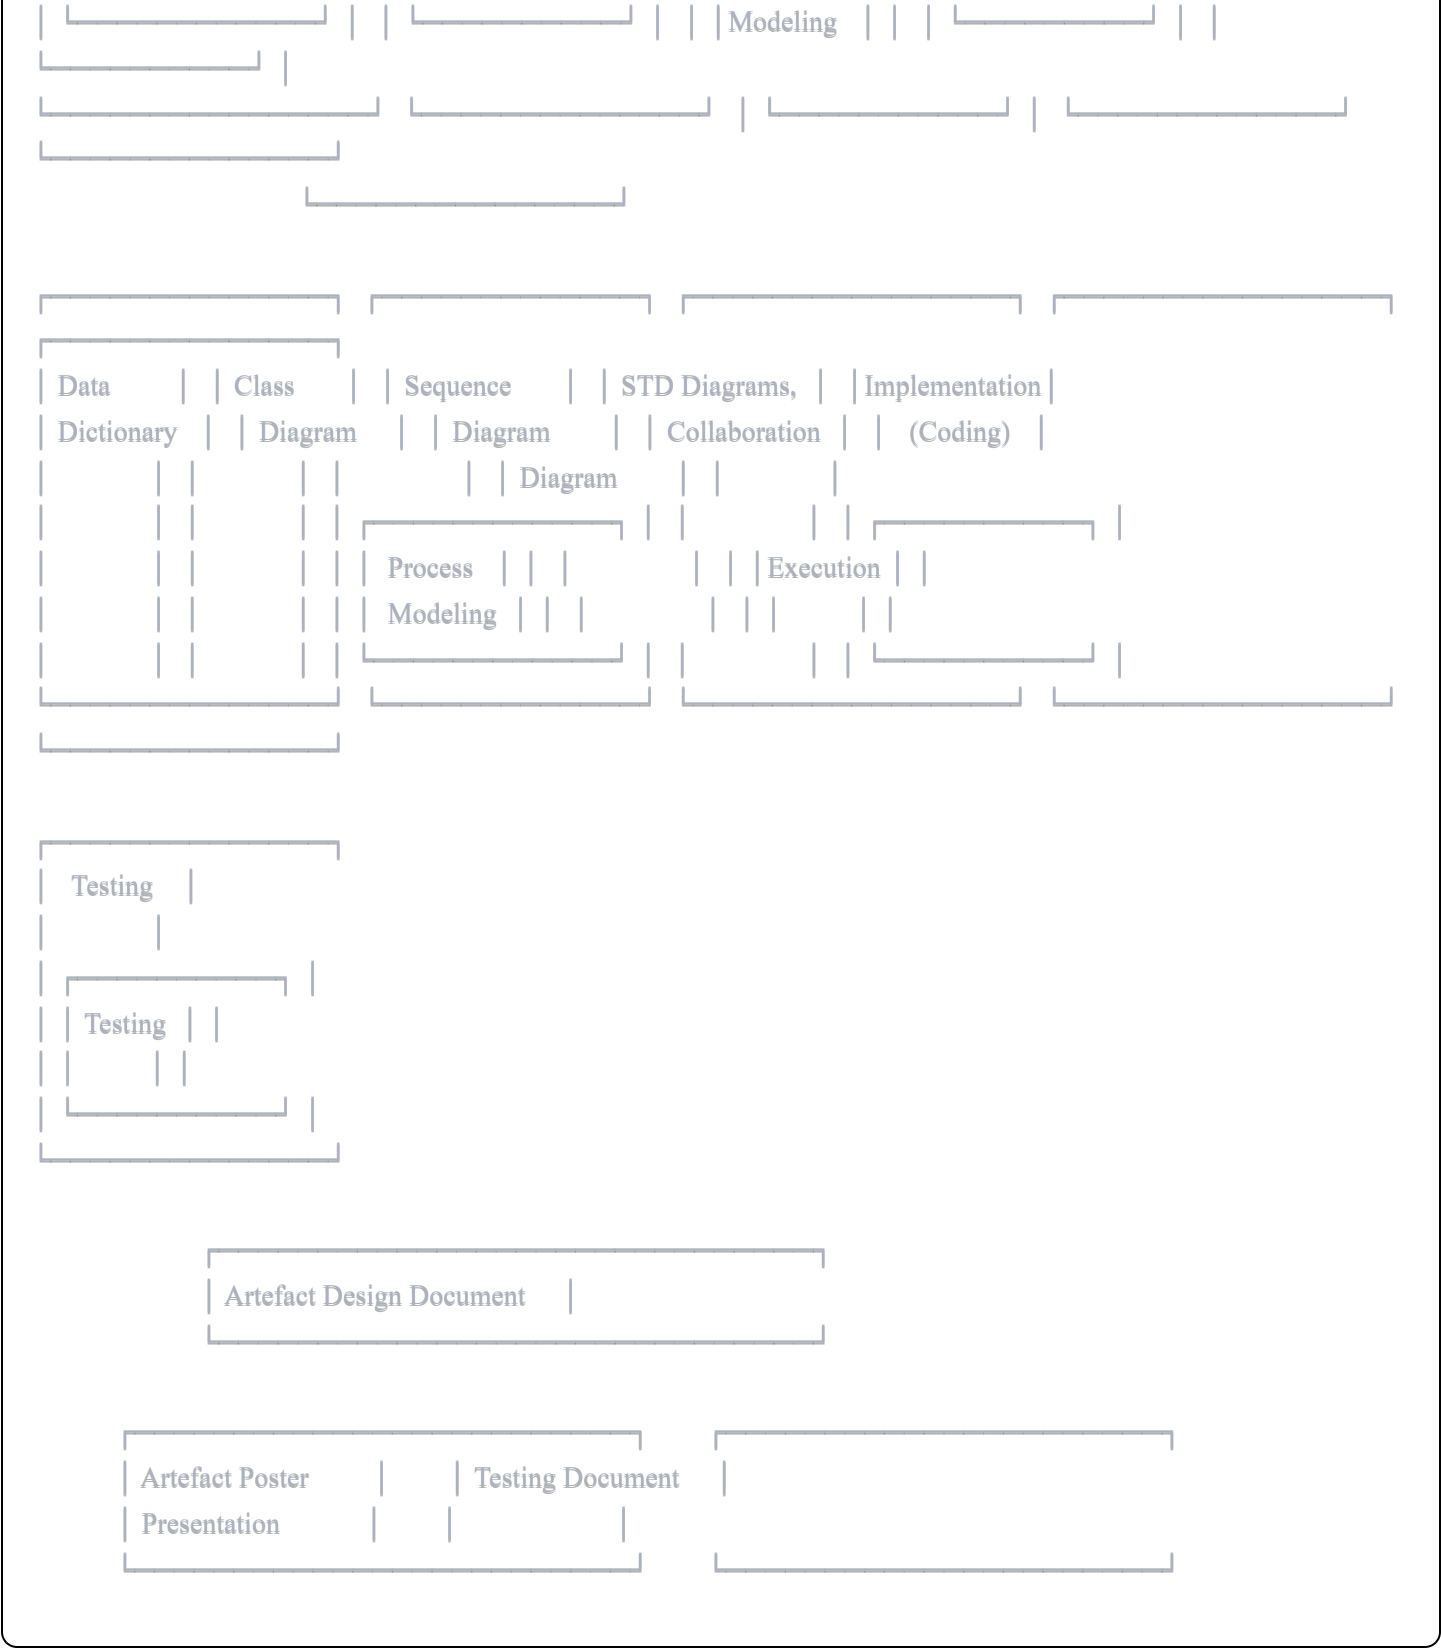 Modeling
Data Class Sequence STD Diagrams, Implementation
Dictionary Diagram Diagram Collaboration (Coding)
Diagram
Process Execution
Modeling
Testing
Testing
Artefact Design Document
Artefact Poster Testing Document
Presentation